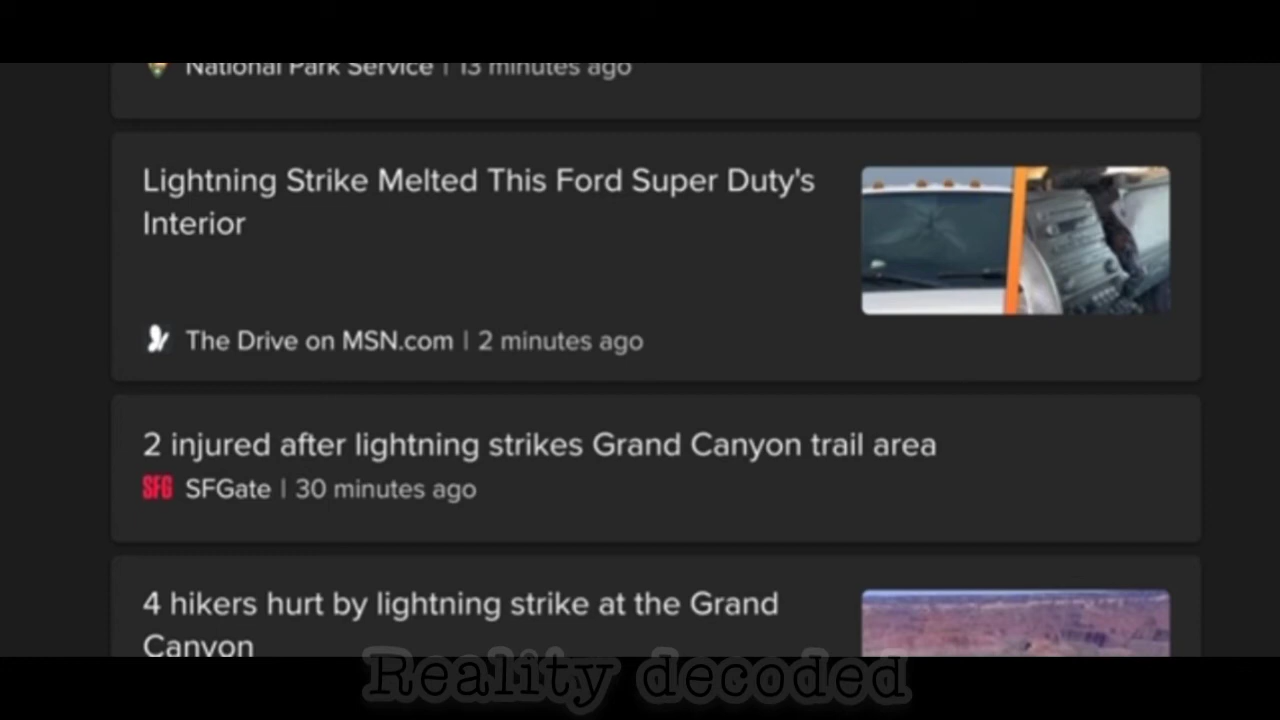 National Park Service | 13 minutes ago
Lightning Strike Melted This Ford Super Duty's
Interior
The Drive on MSN.com | 2 minutes ago
2 injured after lightning strikes Grand Canyon trail area
SFG SFGate | 30 minutes ago
4 hikers hurt by lightning strike at the Grand
Canyon
Reality decoded